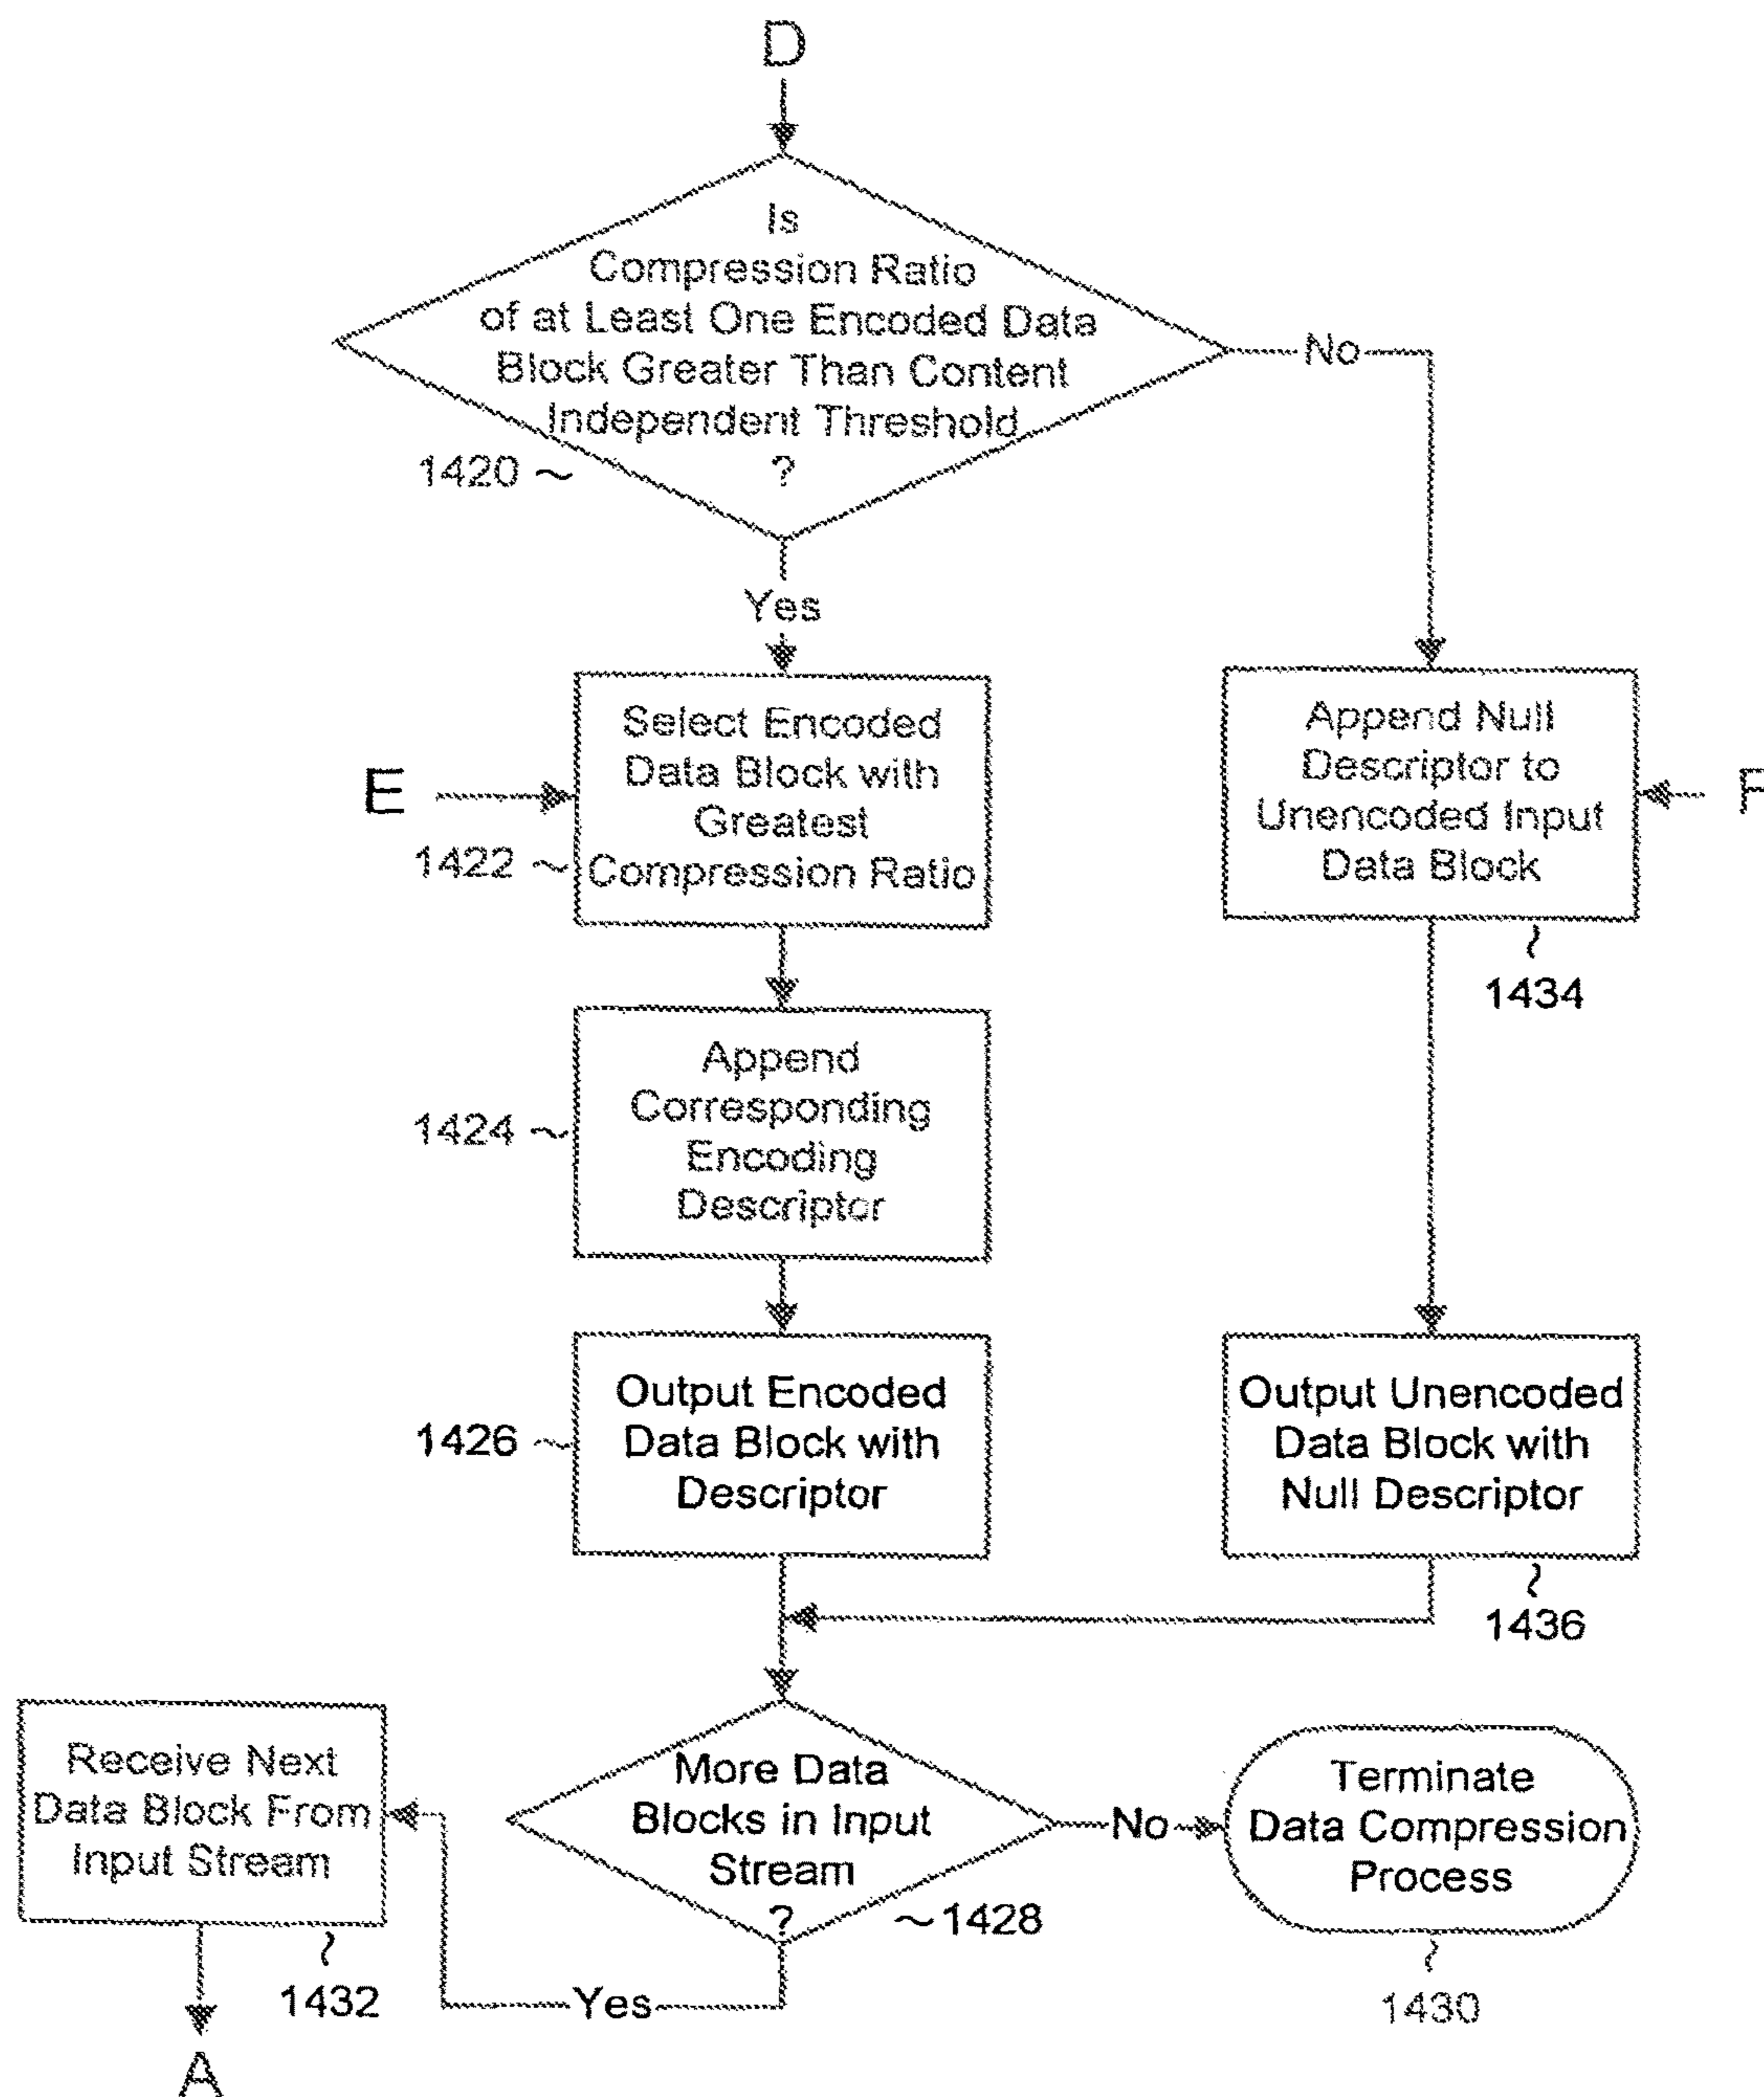 D
Is
Compression Ratio
of at Least One Encoded Data
Block Greater Than Content
Independent Threshold
?
1420
No
Yes
Select Encoded
Data Block with
Greatest
Compression Ratio
E
1422
Append Null
Descriptor to
Unencoded Input
Data Block
F
1434
Append
Corresponding
Encoding
Descriptor
1424
Output Encoded
Data Block with
Descriptor
1426
Output Unencoded
Data Block with
Null Descriptor
1436
Receive Next
Data Block From
Input Stream
1432
More Data
Blocks in Input
Stream
?
1428
No
Terminate
Data Compression
Process
1430
Yes
A